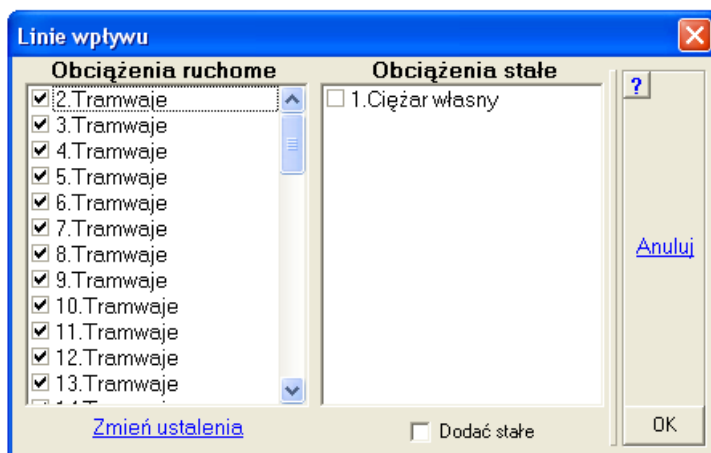 Linie wpływu
Obciążenia ruchome
2.Tramwaje
3.Tramwaje
4.Tramwaje
5.Tramwaje
6.Tramwaje
7.Tramwaje
8.Tramwaje
9.Tramwaje
10.Tramwaje
11.Tramwaje
12.Tramwaje
13.Tramwaje
Zmień ustalenia
Obciążenia stałe
1.Ciężar własny
Dodać stałe
?
Anuluj
OK